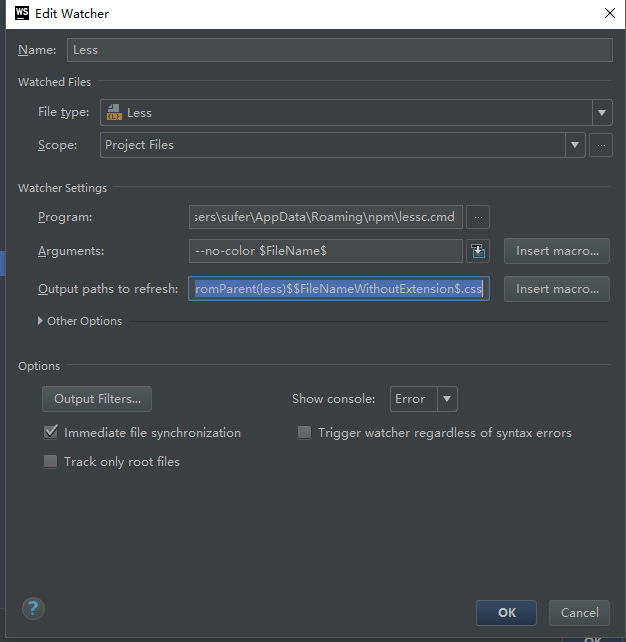 WS Edit Watcher
Name: Less
Watched Files
File type: Less
Scope: Project Files ...
Watcher Settings
Program: sers\sufer\AppData\Roaming\npm\lessc.cmd ...
Arguments: --no-color $FileName$ Insert macro...
Output paths to refresh: romParent(less)$$FileNameWithoutExtension$.css Insert macro...
Other Options
Options
Output Filters... Show console: Error
Immediate file synchronization Trigger watcher regardless of syntax errors
Track only root files
? OK Cancel
OK